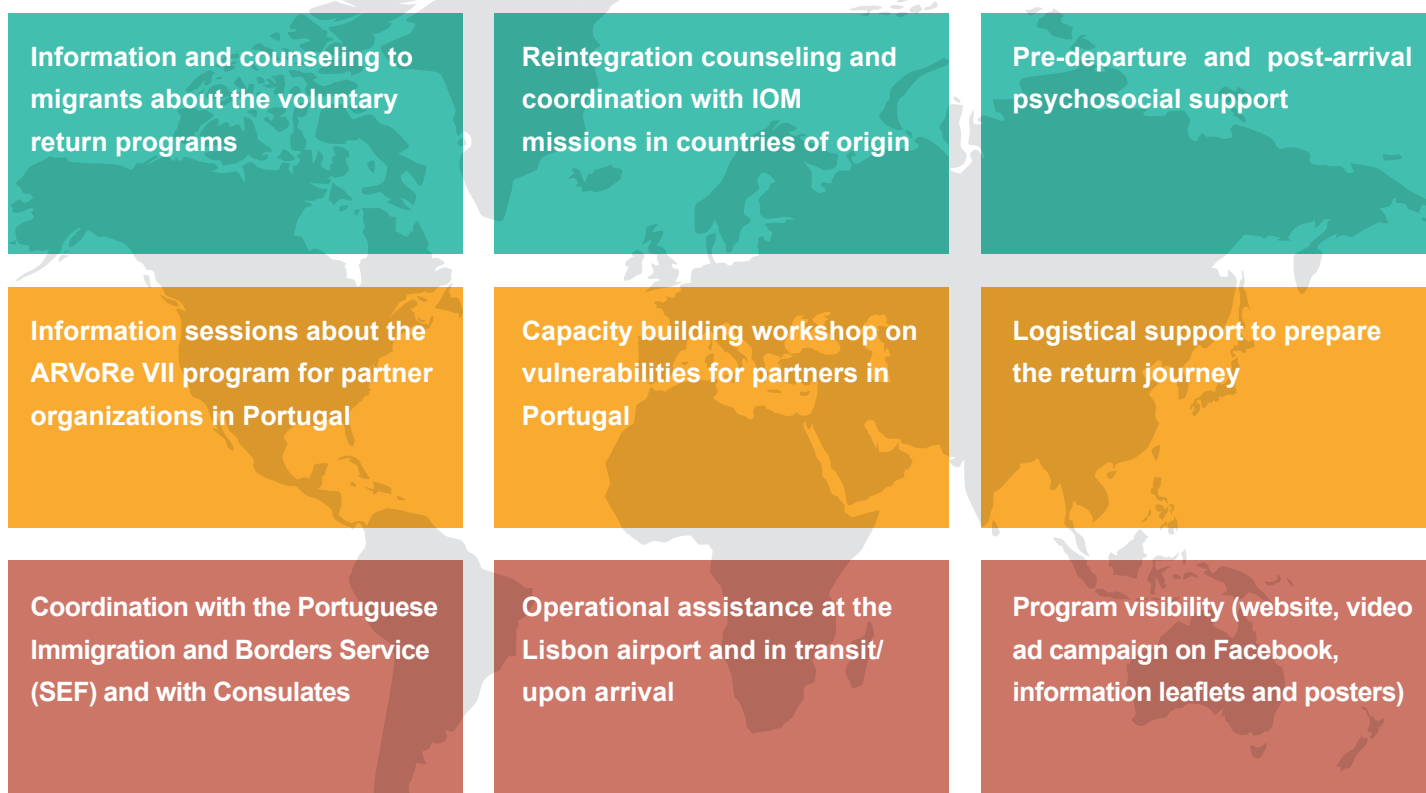 Information and counseling to
migrants about the voluntary
return programs
Reintegration counseling and
coordination with IOM
missions in countries of origin
Pre-departure and post-arrival
psychosocial support
Information sessions about the
ARVoRe VII program for partner
organizations in Portugal
Capacity building workshop on
vulnerabilities for partners in
Portugal
Logistical support to prepare
the return journey
Coordination with the Portuguese
Immigration and Borders Service
(SEF) and with Consulates
Operational assistance at the
Lisbon airport and in transit/
upon arrival
Program visibility (website, video
ad campaign on Facebook,
information leaflets and posters)